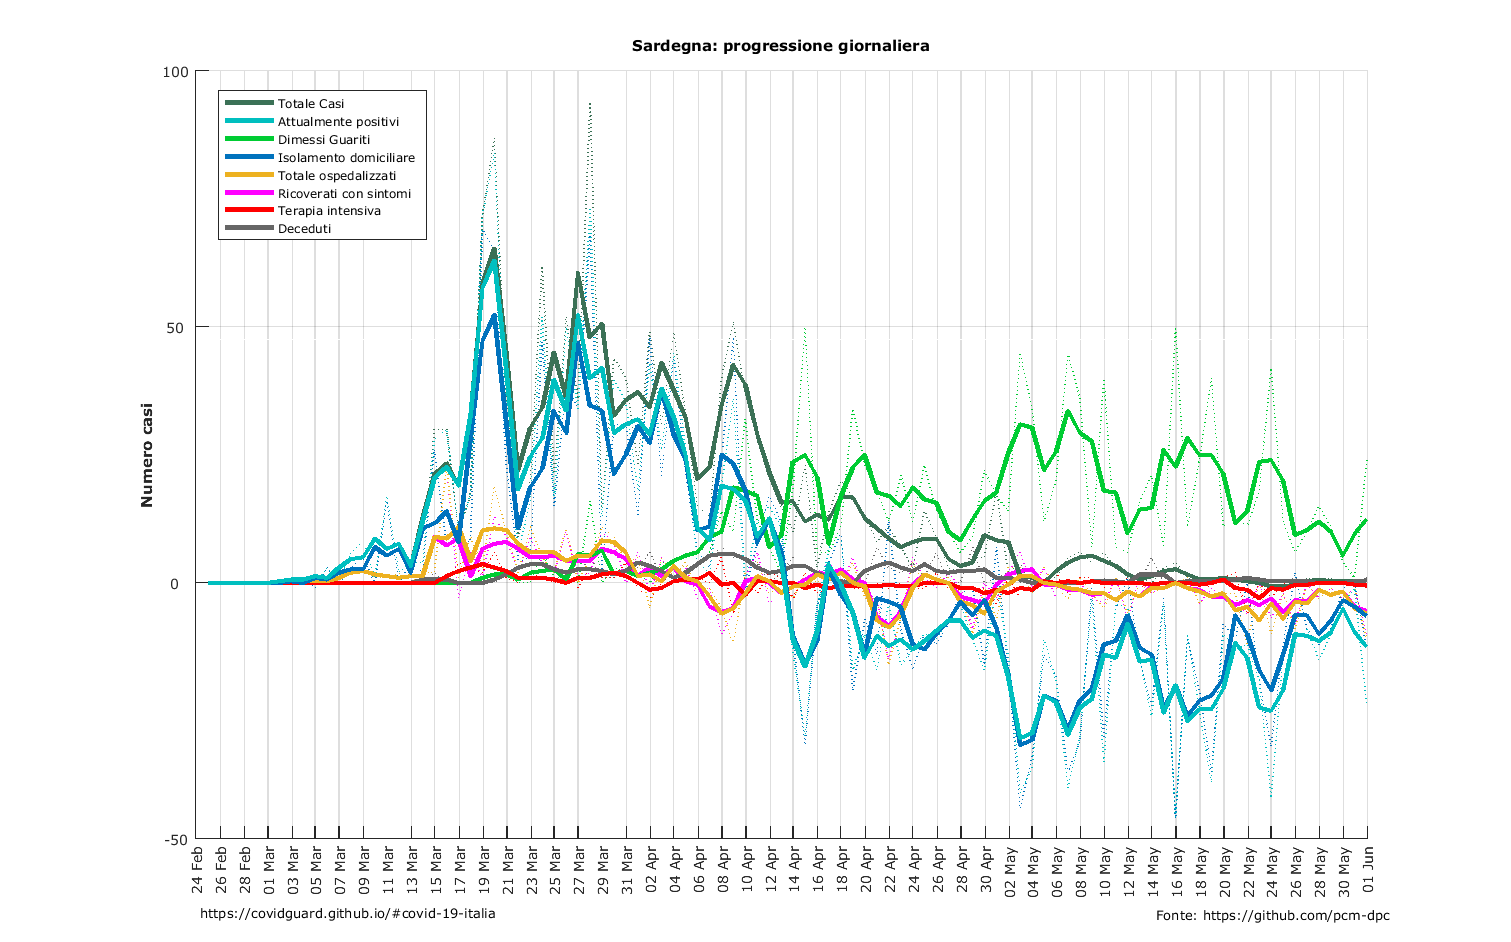 Sardegna: progressione giornaliera
100
50
0
-50
Numero casi
Totale Casi
Attualmente positivi
Dimessi Guariti
Isolamento domiciliare
Totale ospedalizzati
Ricoverati con sintomi
Terapia intensiva
Deceduti
24 Feb
26 Feb
28 Feb
01 Mar
03 Mar
05 Mar
07 Mar
09 Mar
11 Mar
13 Mar
15 Mar
17 Mar
19 Mar
21 Mar
23 Mar
25 Mar
27 Mar
29 Mar
31 Mar
02 Apr
04 Apr
06 Apr
08 Apr
10 Apr
12 Apr
14 Apr
16 Apr
18 Apr
20 Apr
22 Apr
24 Apr
26 Apr
28 Apr
30 Apr
02 May
04 May
06 May
08 May
10 May
12 May
14 May
16 May
18 May
20 May
22 May
24 May
26 May
28 May
30 May
01 Jun
https://covidguard.github.io/#covid-19-italia
Fonte: https://github.com/pcm-dpc